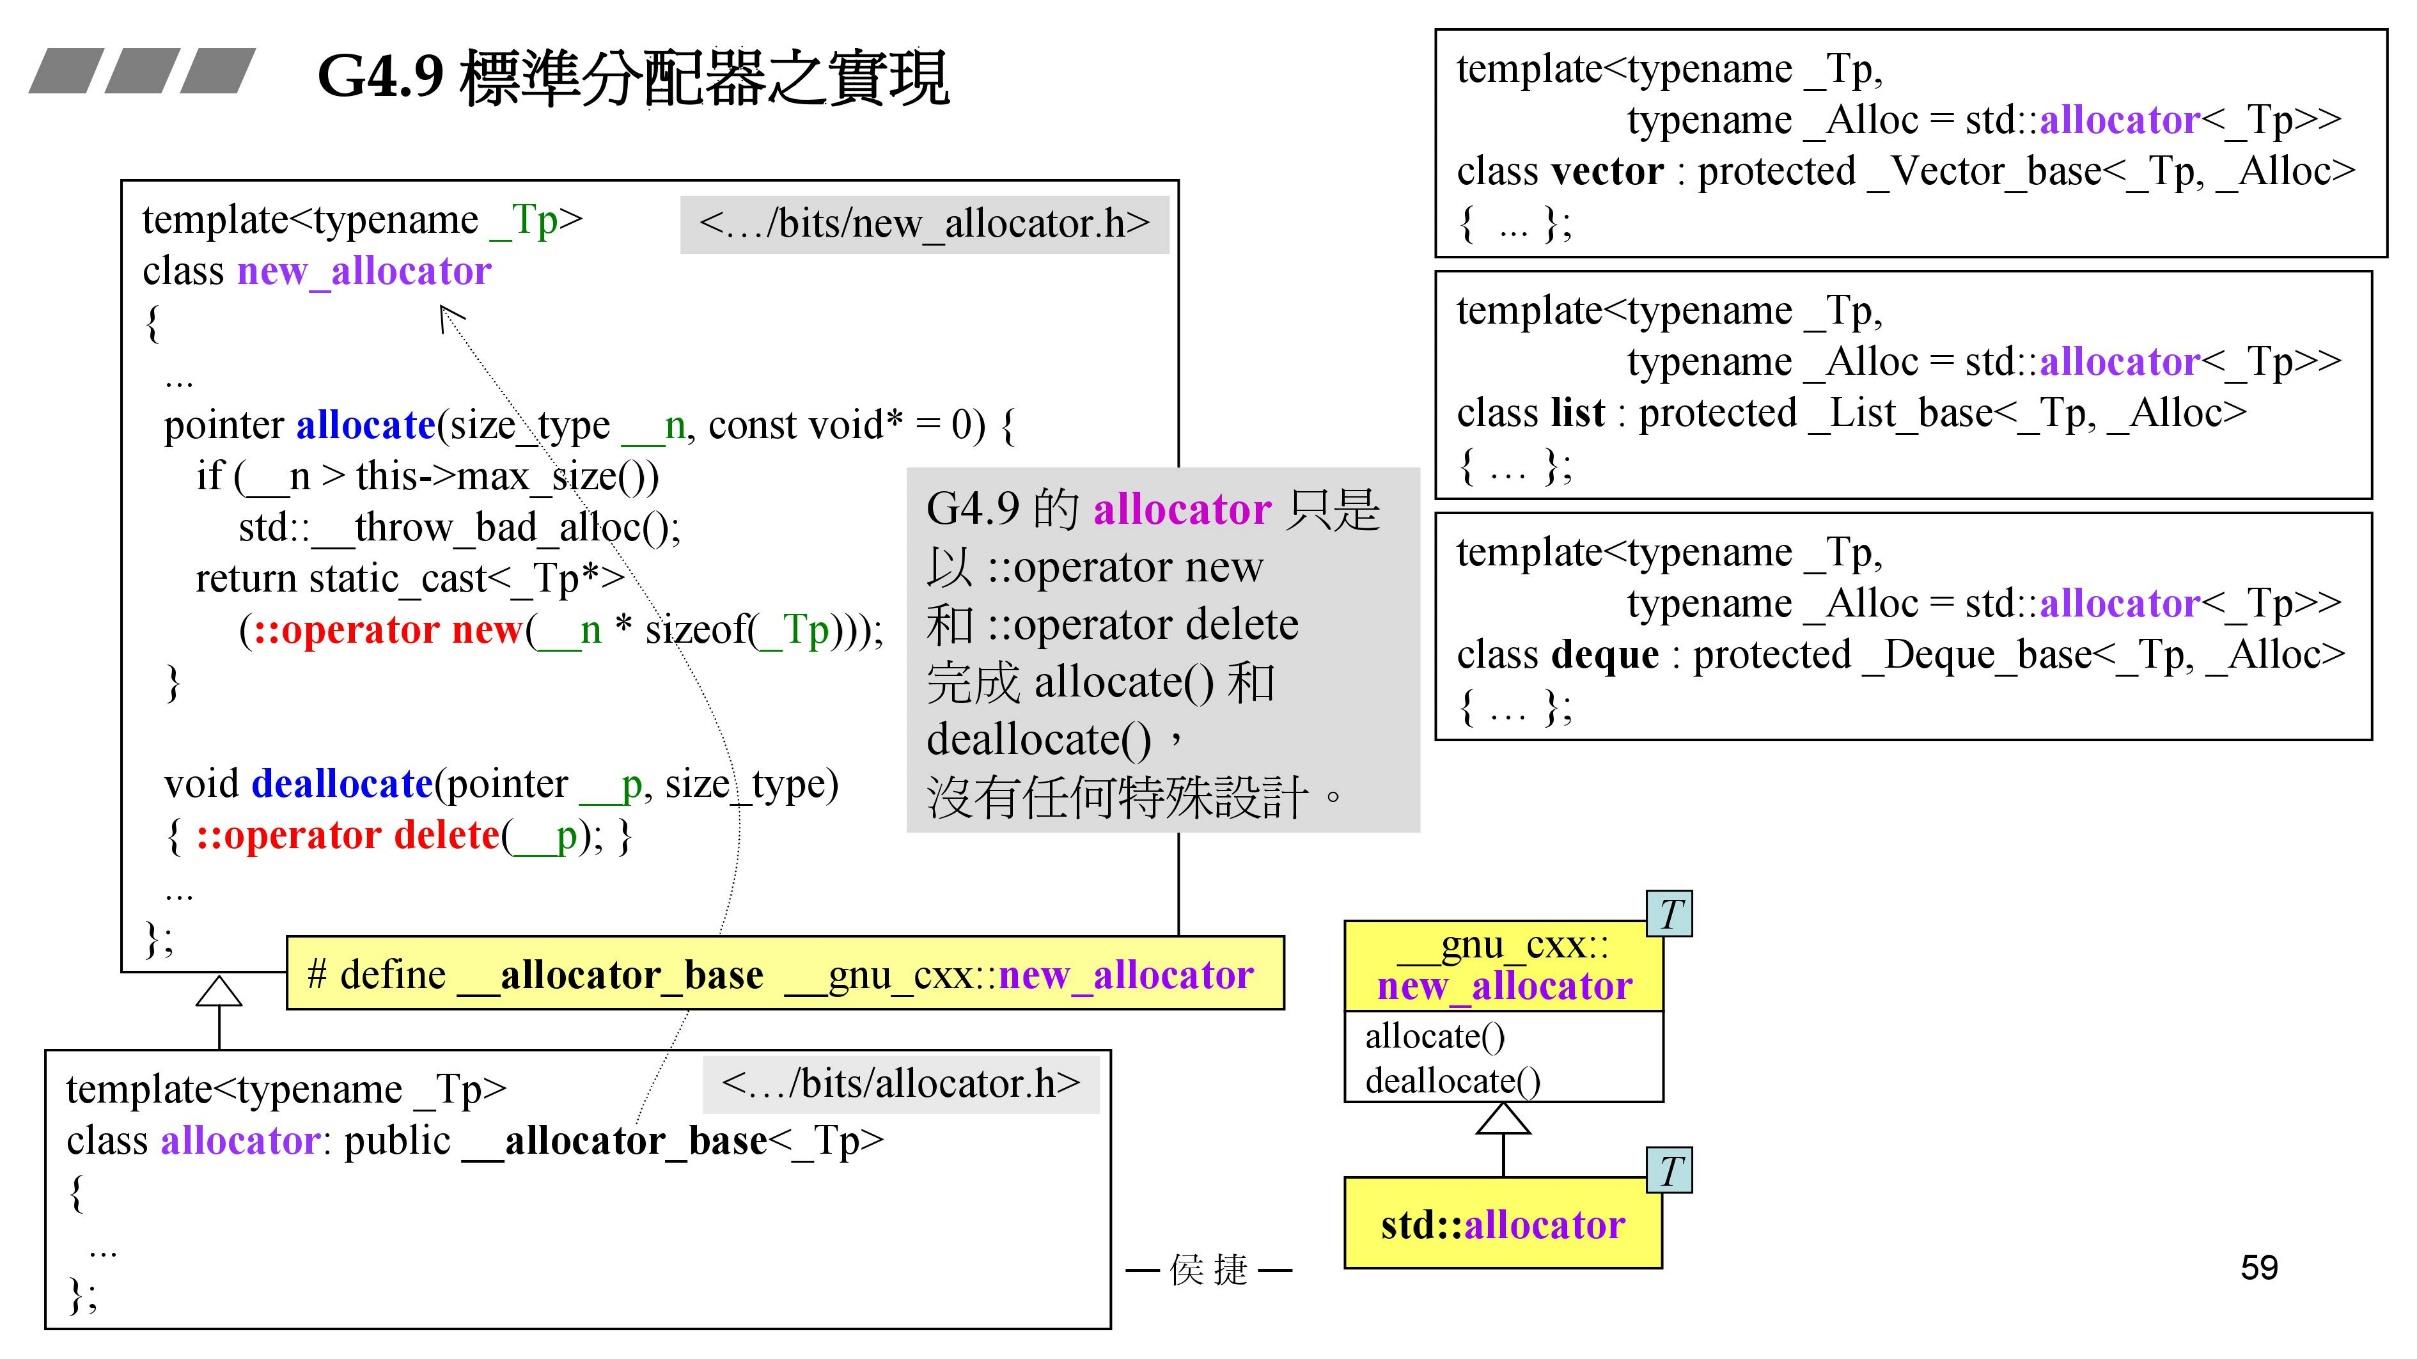 G4.9 標準分配器之實現
template<typename _Tp>
<…/bits/new_allocator.h>
class new_allocator
{
...
pointer allocate(size_type __n, const void* = 0) {
if (__n > this->max_size())
std::__throw_bad_alloc();
return static_cast<_Tp*>
(::operator new(__n * sizeof(_Tp)));
}
void deallocate(pointer __p, size_type)
{ ::operator delete(__p); }
...
};
# define __allocator_base __gnu_cxx::new_allocator
template<typename _Tp>
<…/bits/allocator.h>
class allocator: public __allocator_base<_Tp>
{
...
};
G4.9 的 allocator 只是
以 ::operator new
和 ::operator delete
完成 allocate() 和
deallocate()，
沒有任何特殊設計。
template<typename _Tp,
typename _Alloc = std::allocator<_Tp>>
class vector : protected _Vector_base<_Tp, _Alloc>
{ ... };
template<typename _Tp,
typename _Alloc = std::allocator<_Tp>>
class list : protected _List_base<_Tp, _Alloc>
{ … };
template<typename _Tp,
typename _Alloc = std::allocator<_Tp>>
class deque : protected _Deque_base<_Tp, _Alloc>
{ … };
T
__gnu_cxx::
new_allocator
allocate()
deallocate()
T
std::allocator
— 侯 捷 —
59